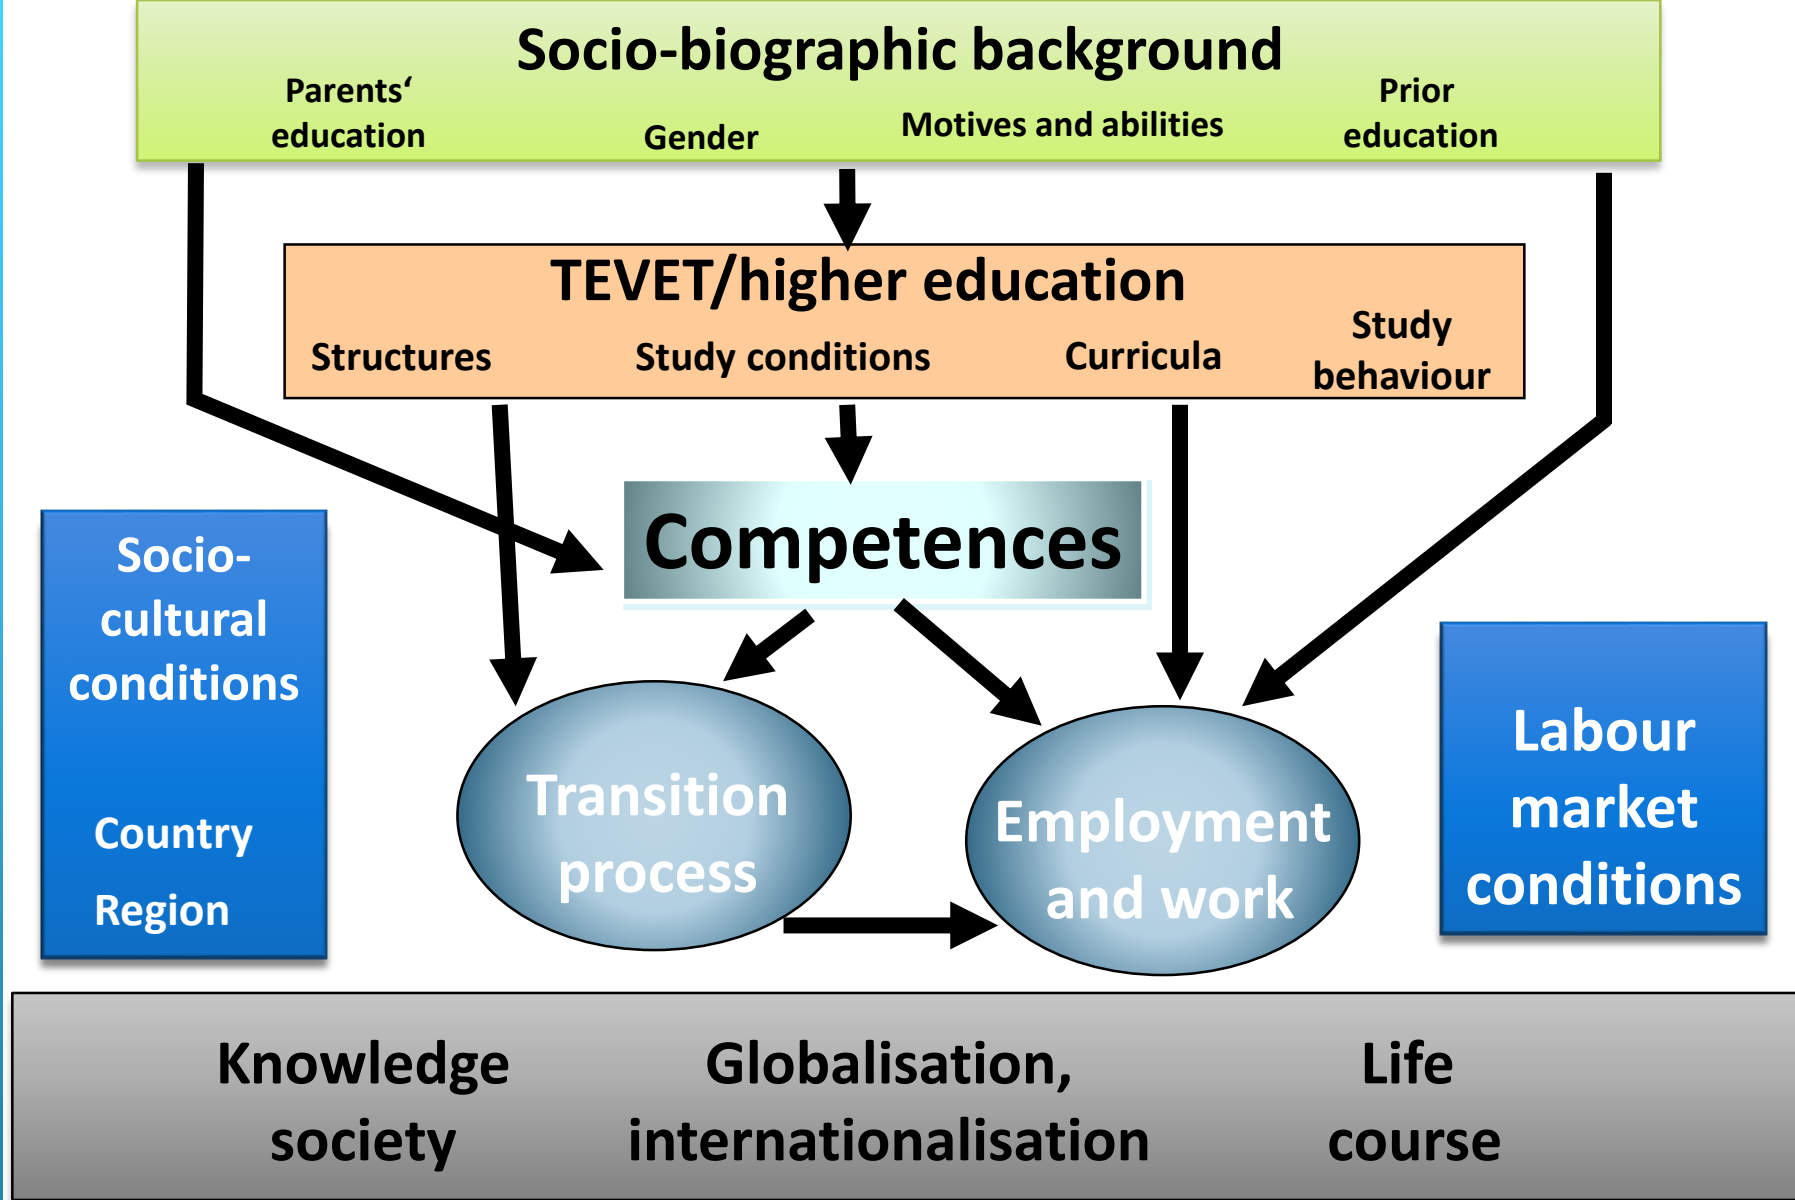 Socio-biographic background
Parents‘
education
Gender
Motives and abilities
Prior
education
TEVET/higher education
Structures
Study conditions
Curricula
Study
behaviour
Competences
Socio-
cultural
conditions
Country
Region
Transition
process
Employment
and work
Labour
market
conditions
Knowledge
society
Globalisation,
internationalisation
Life
course